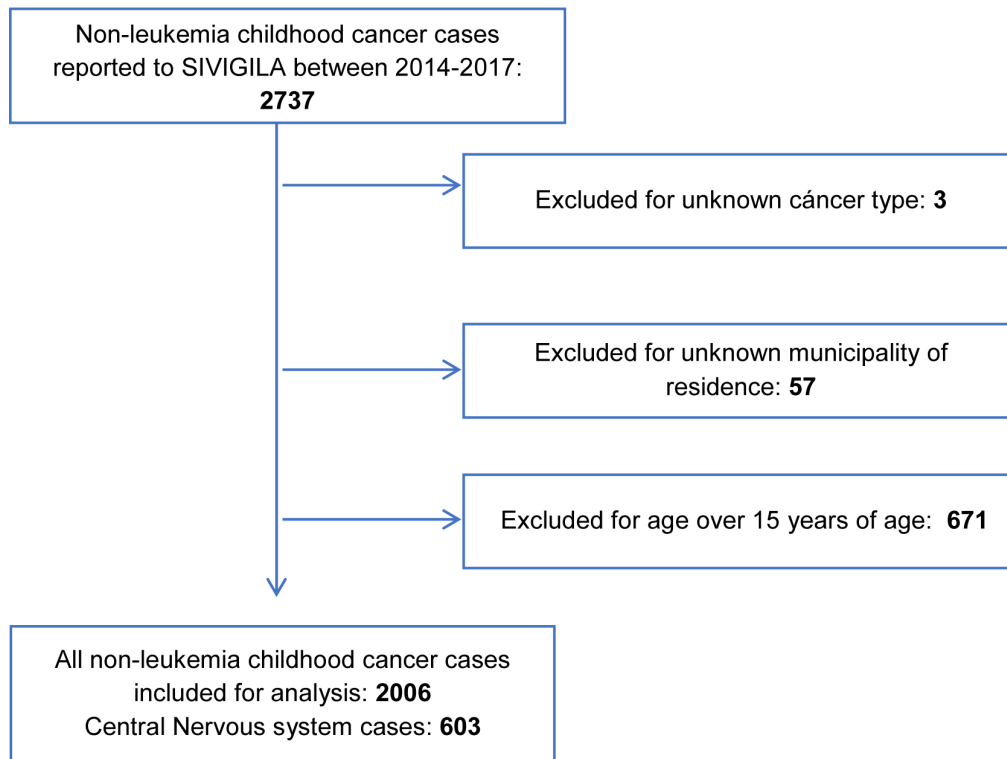 Non-leukemia childhood cancer cases
reported to SIVIGILA between 2014-2017:
2737
Excluded for unknown cáncer type: 3
Excluded for unknown municipality of
residence: 57
Excluded for age over 15 years of age: 671
All non-leukemia childhood cancer cases
included for analysis: 2006
Central Nervous system cases: 603